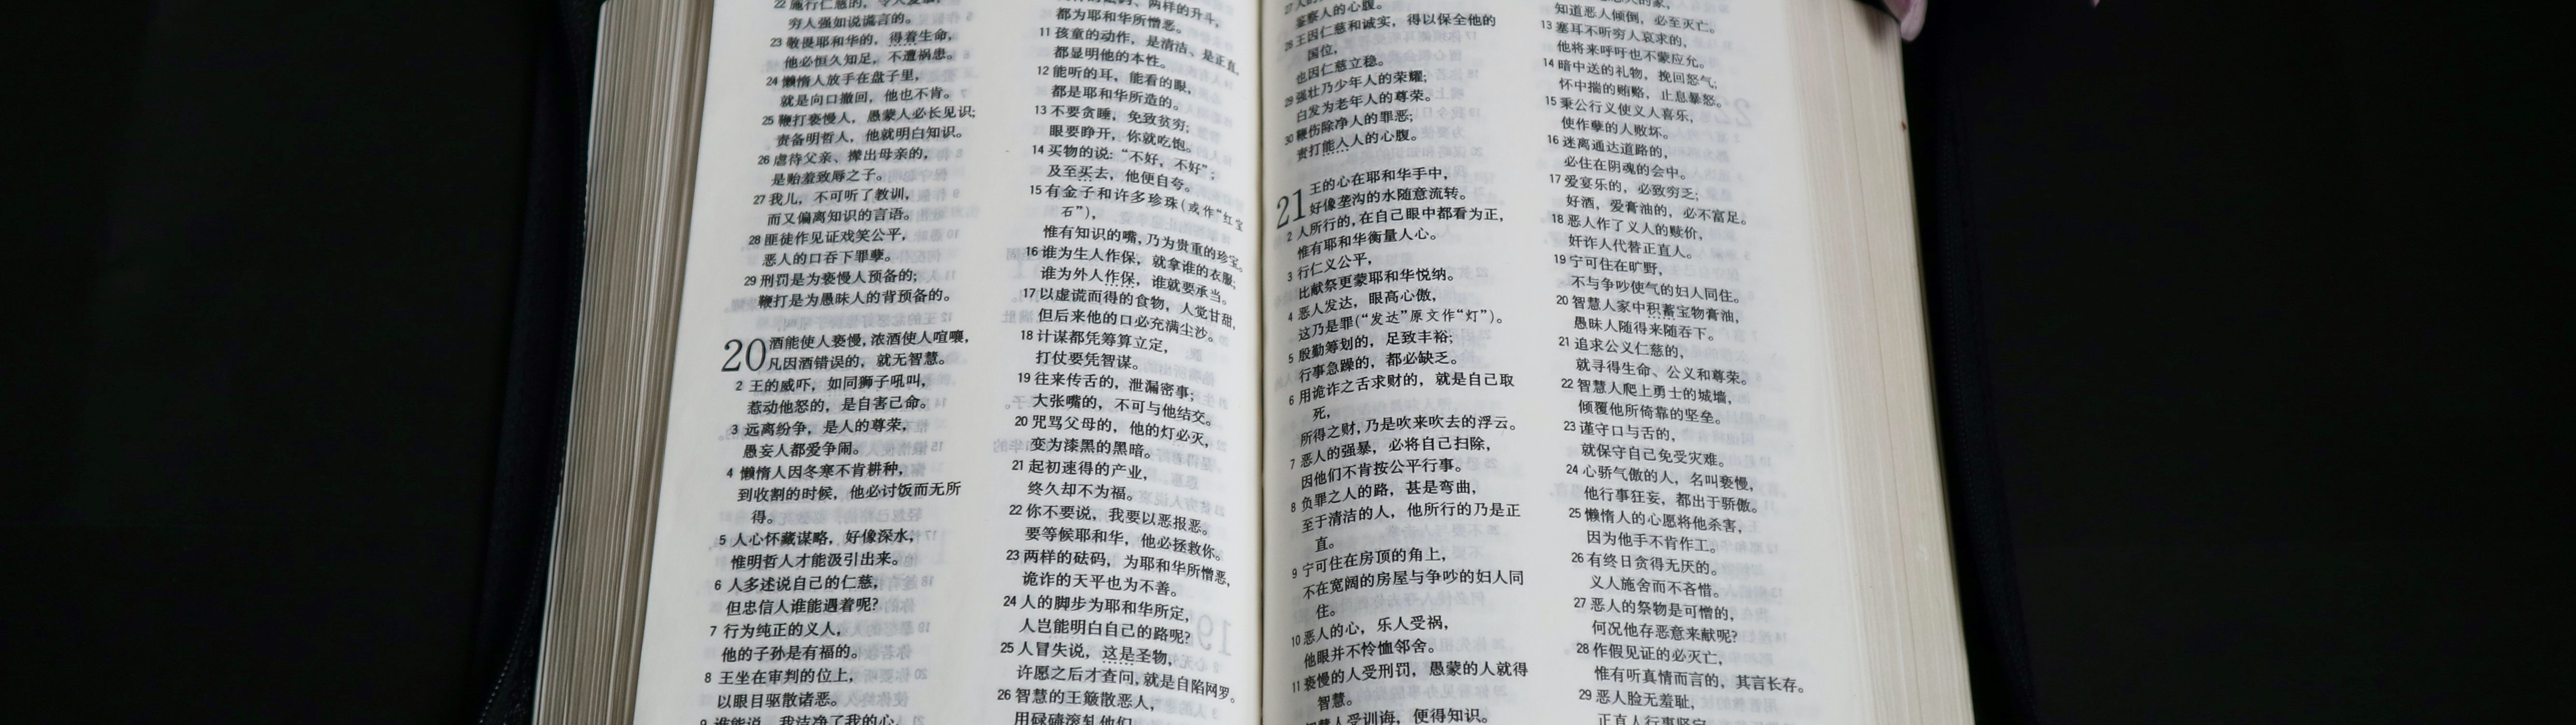 22 施行仁慈的，令人爱慕，
穷人强如说谎言的。
23 敬畏耶和华的，得着生命，
他必恒久知足，不遭祸患。
24 懒惰人放手在盘子里，
就是向口撤回，他也不肯。
25 鞭打亵慢人，愚蒙人必长见识；
责备明哲人，他就明白知识。
26 虐待父亲、撵出母亲的，
是贻羞致辱之子。
27 我儿，不可听了教训，
而又偏离知识的言语。
28 匪徒作见证戏笑公平，
恶人的口吞下罪孽。
29 刑罚是为亵慢人预备的；
鞭打是为愚昧人的背预备的。
20 酒能使人亵慢，浓酒使人喧嚷，
凡因酒错误的，就无智慧。
2 王的威吓，如同狮子吼叫，
惹动他怒的，是自害己命。
3 远离纷争，是人的尊荣，
愚妄人都爱争闹。
4 懒惰人因冬寒不肯耕种，
到收割的时候，他必讨饭而无所
得。
5 人心怀藏谋略，好像深水，
惟明哲人才能汲引出来。
6 人多述说自己的仁慈，
但忠信人谁能遇着呢？
7 行为纯正的义人，
他的子孙是有福的。
8 王坐在审判的位上，
以眼目驱散诸恶。
9 谁能说，我洁净了我的心，
两样的升斗，
都为耶和华所憎恶。
11 孩童的动作，是清洁、是正直，
都显明他的本性。
12 能听的耳，能看的眼，
都是耶和华所造的。
13 不要贪睡，免致贫穷；
眼要睁开，你就吃饱。
14 买物的说：“不好，不好”；
及至买去，他便自夸。
15 有金子和许多珍珠（或作“红宝
石”），
惟有知识的嘴，乃为贵重的珍宝。
16 谁为生人作保，就拿谁的衣服；
谁为外人作保，谁就要承当。
17 以虚谎而得的食物，人觉甘甜，
但后来他的口必充满尘沙。
18 计谋都凭筹算立定，
打仗要凭智谋。
19 往来传舌的，泄漏密事；
大张嘴的，不可与他结交。
20 咒骂父母的，他的灯必灭，
变为漆黑的黑暗。
21 起初速得的产业，
终久却不为福。
22 你不要说，我要以恶报恶。
要等候耶和华，他必拯救你。
23 两样的砝码，为耶和华所憎恶，
诡诈的天平也为不善。
24 人的脚步为耶和华所定，
人岂能明白自己的路呢？
25 人冒失说，这是圣物，
许愿之后才查问，就是自陷网罗。
26 智慧的王簸散恶人，
用碌碡滚轧他们。
鉴察人的心腹。
28 王因仁慈和诚实，得以保全他的
国位，
也因仁慈立稳。
29 强壮乃少年人的荣耀；
白发为老年人的尊荣。
30 鞭伤除净人的罪恶；
责打能入人的心腹。
21 王的心在耶和华手中，
好像垄沟的水随意流转。
2 人所行的，在自己眼中都看为正，
惟有耶和华衡量人心。
3 行仁义公平，
比献祭更蒙耶和华悦纳。
4 恶人发达，眼高心傲，
这乃是罪（“发达”原文作“灯”）。
5 殷勤筹划的，足致丰裕；
行事急躁的，都必缺乏。
6 用诡诈之舌求财的，就是自己取
死，
所得之财，乃是吹来吹去的浮云。
7 恶人的强暴，必将自己扫除，
因他们不肯按公平行事。
8 负罪之人的路，甚是弯曲，
至于清洁的人，他所行的乃是正
直。
9 宁可住在房顶的角上，
不在宽阔的房屋与争吵的妇人同
住。
10 恶人的心，乐人受祸，
他眼并不怜恤邻舍。
11 亵慢的人受刑罚，愚蒙的人就得
智慧。
智慧人受训诲，便得知识。
知道恶人倾倒，必至灭亡。
13 塞耳不听穷人哀求的，
他将来呼吁也不蒙应允。
14 暗中送的礼物，挽回怒气；
怀中揣的贿赂，止息暴怒。
15 秉公行义使义人喜乐，
使作孽的人败坏。
16 迷离通达道路的，
必住在阴魂的会中。
17 爱宴乐的，必致穷乏；
好酒，爱膏油的，必不富足。
18 恶人作了义人的赎价，
奸诈人代替正直人。
19 宁可住在旷野，
不与争吵使气的妇人同住。
20 智慧人家中积蓄宝物膏油，
愚昧人随得来随吞下。
21 追求公义仁慈的，
就寻得生命、公义和尊荣。
22 智慧人爬上勇士的城墙，
倾覆他所倚靠的坚垒。
23 谨守口与舌的，
就保守自己免受灾难。
24 心骄气傲的人，名叫亵慢，
他行事狂妄，都出于骄傲。
25 懒惰人的心愿将他杀害，
因为他手不肯作工。
26 有终日贪得无厌的。
义人施舍而不吝惜。
27 恶人的祭物是可憎的，
何况他存恶意来献呢？
28 作假见证的必灭亡，
惟有听真情而言的，其言长存。
29 恶人脸无羞耻，
正直人行事坚定